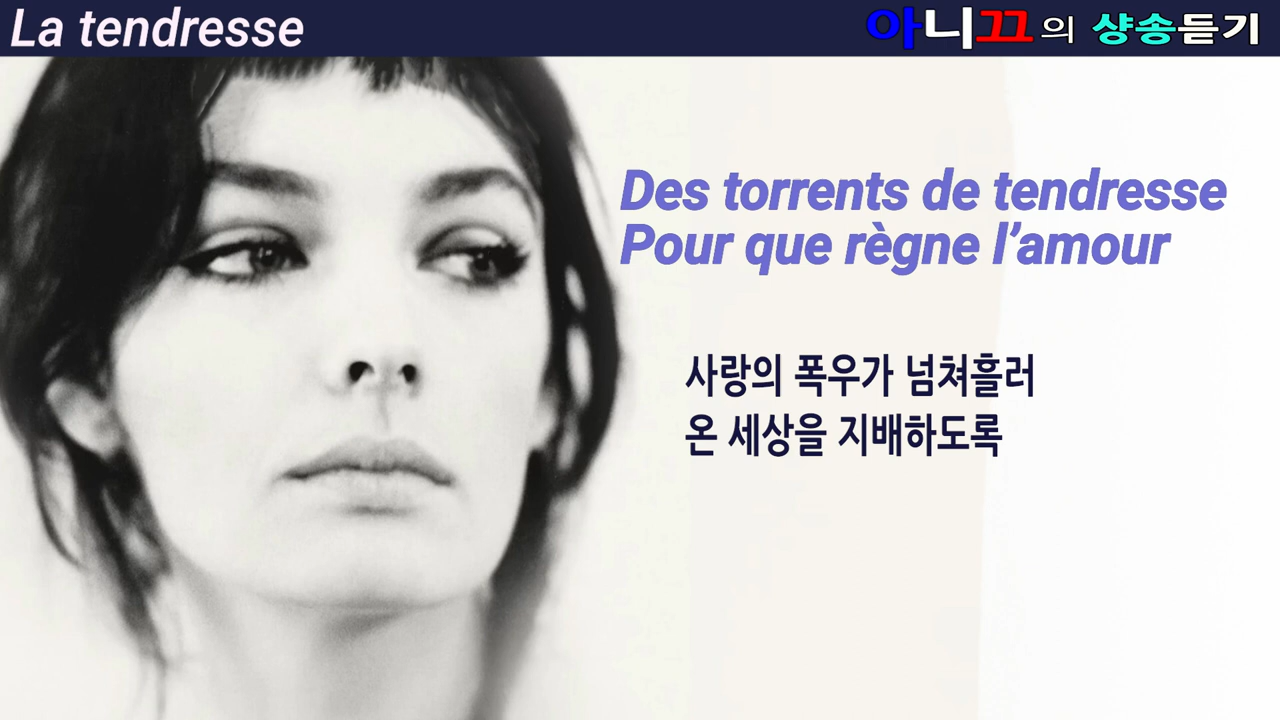 La tendresse
아니끄의 샹송듣기
Des torrents de tendresse
Pour que règne l’amour
사랑의 폭우가 넘쳐흘러
온 세상을 지배하도록